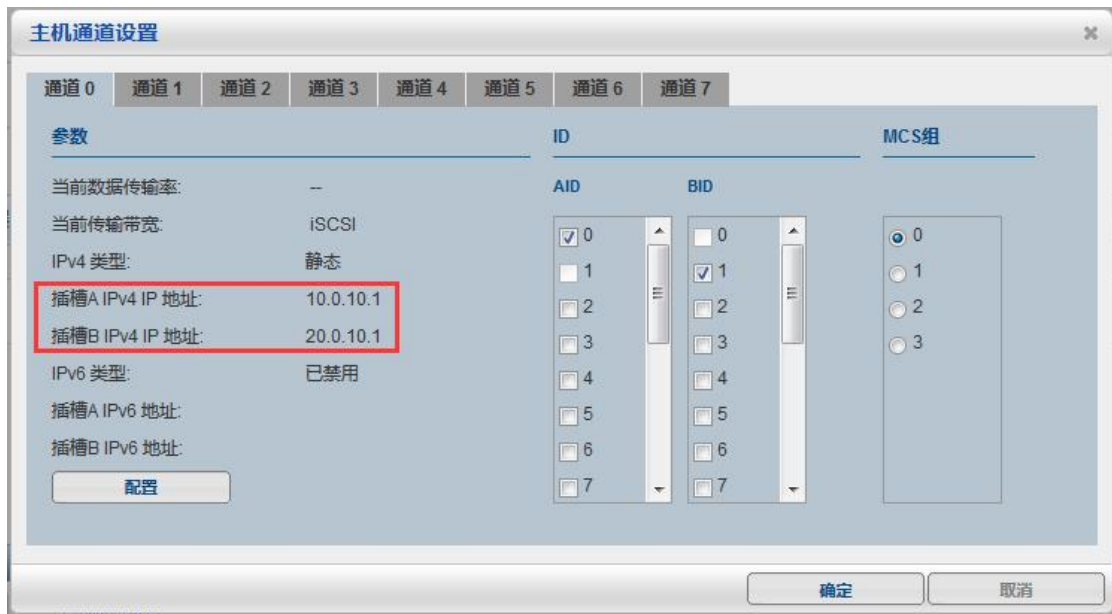 主机通道设置
通道 0 通道 1 通道 2 通道 3 通道 4 通道 5 通道 6 通道 7
参数
当前数据传输率: --
当前传输带宽: iSCSI
IPv4 类型: 静态
插槽A IPv4 IP 地址: 10.0.10.1
插槽B IPv4 IP 地址: 20.0.10.1
IPv6 类型: 已禁用
插槽A IPv6 地址:
插槽B IPv6 地址:
配置
ID
AID BID
0 0
1 1
2 2
3 3
4 4
5 5
6 6
7 7
MCS组
0
1
2
3
确定 取消